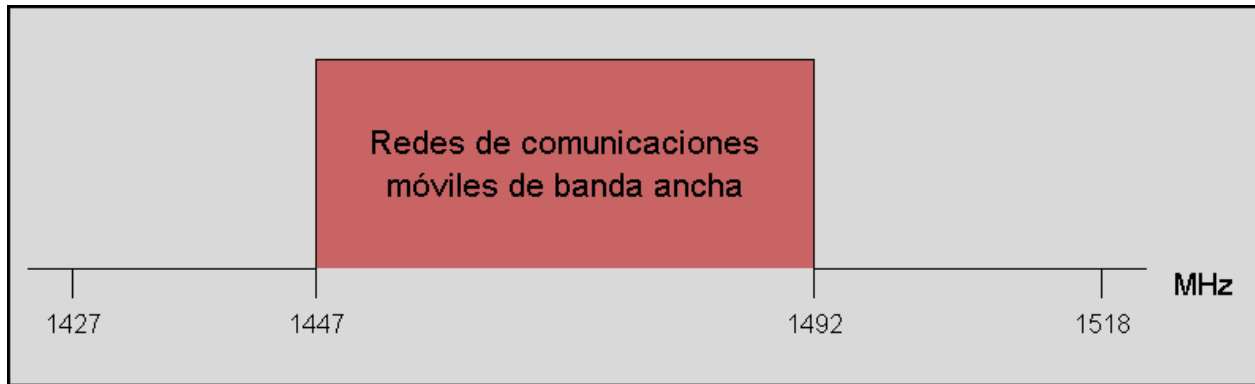 Redes de comunicaciones
móviles de banda ancha
MHz
1427
1447
1492
1518